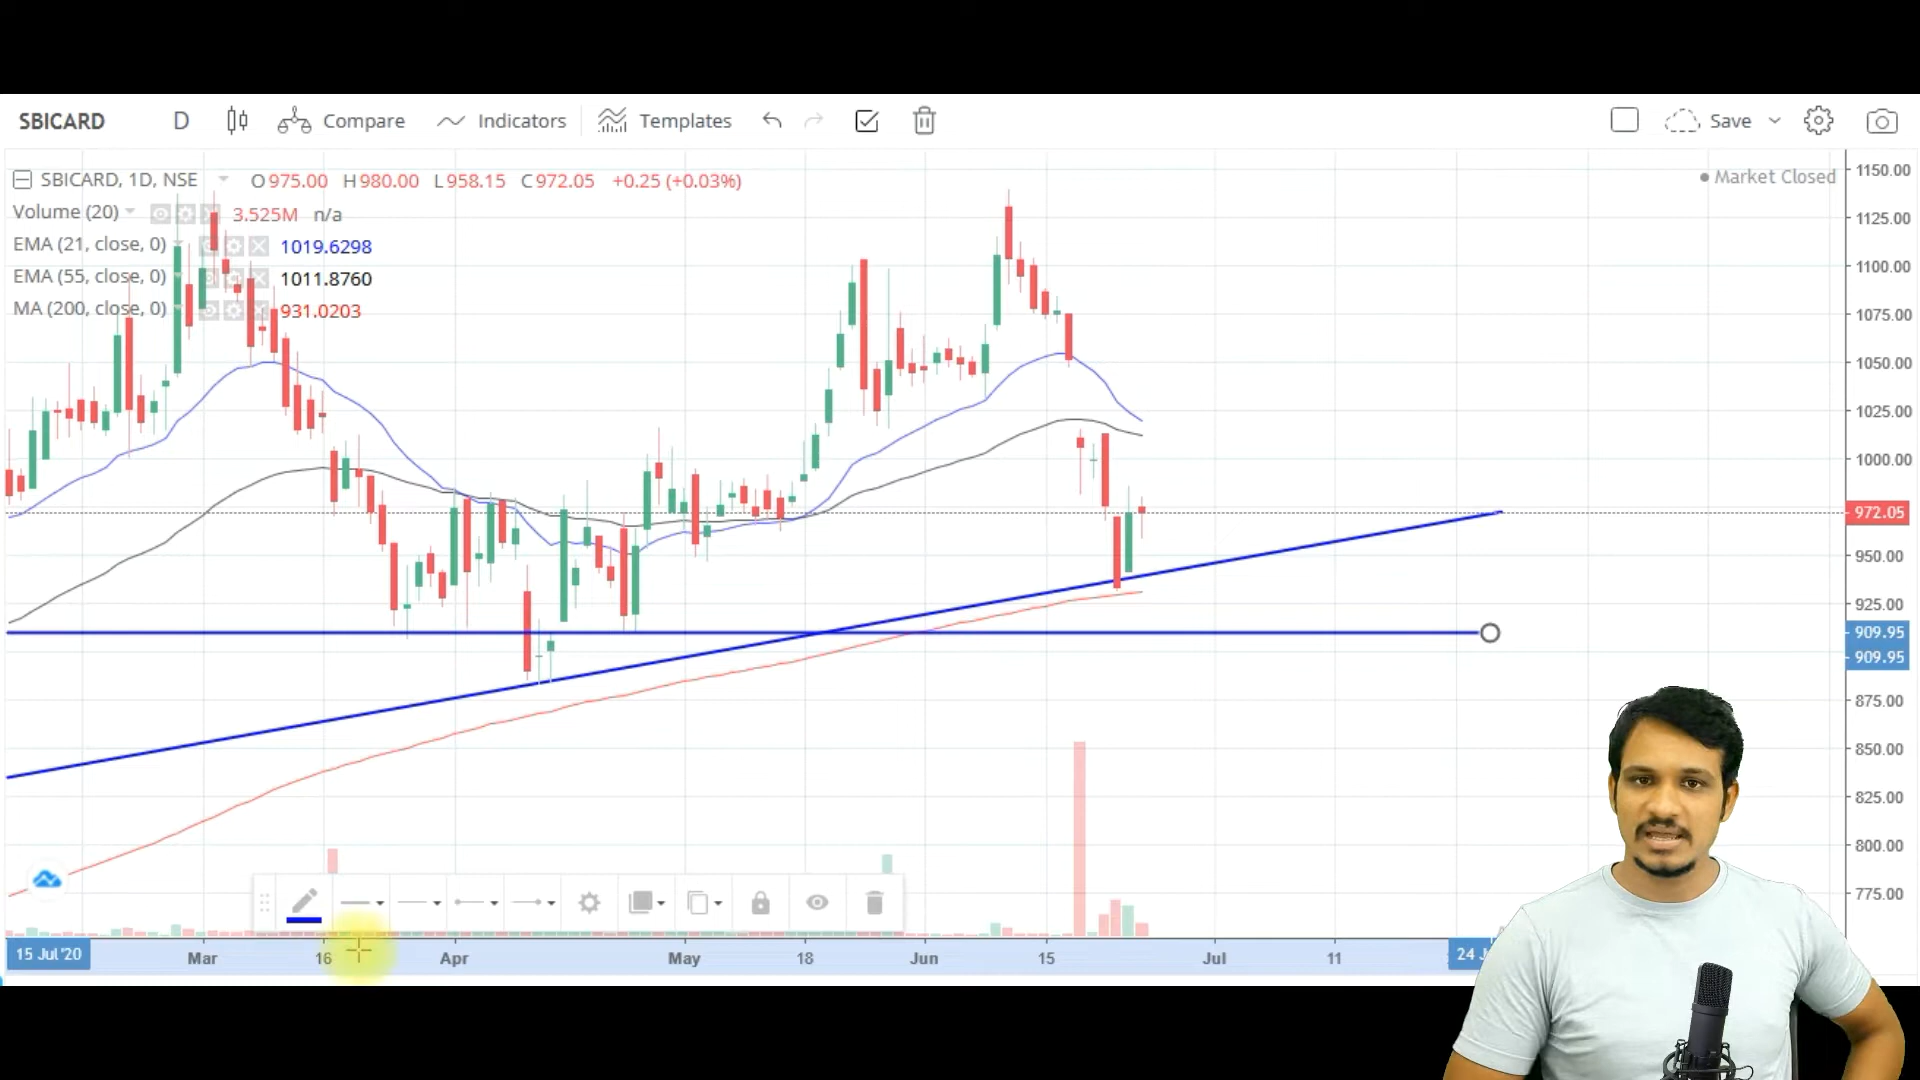 SBICARD D Compare Indicators Templates Save
SBICARD, 1D, NSE O975.00 H980.00 L958.15 C972.05 +0.25 (+0.03%) Market Closed
Volume (20) 3.525M n/a
EMA (21, close, 0) 1019.6298
EMA (55, close, 0) 1011.8760
MA (200, close, 0) 931.0203
1150.00
1125.00
1100.00
1075.00
1050.00
1025.00
1000.00
972.05
950.00
925.00
909.95
909.95
875.00
850.00
825.00
800.00
775.00
15 Jul'20 Mar 16 Apr May 18 Jun 15 Jul 11 24